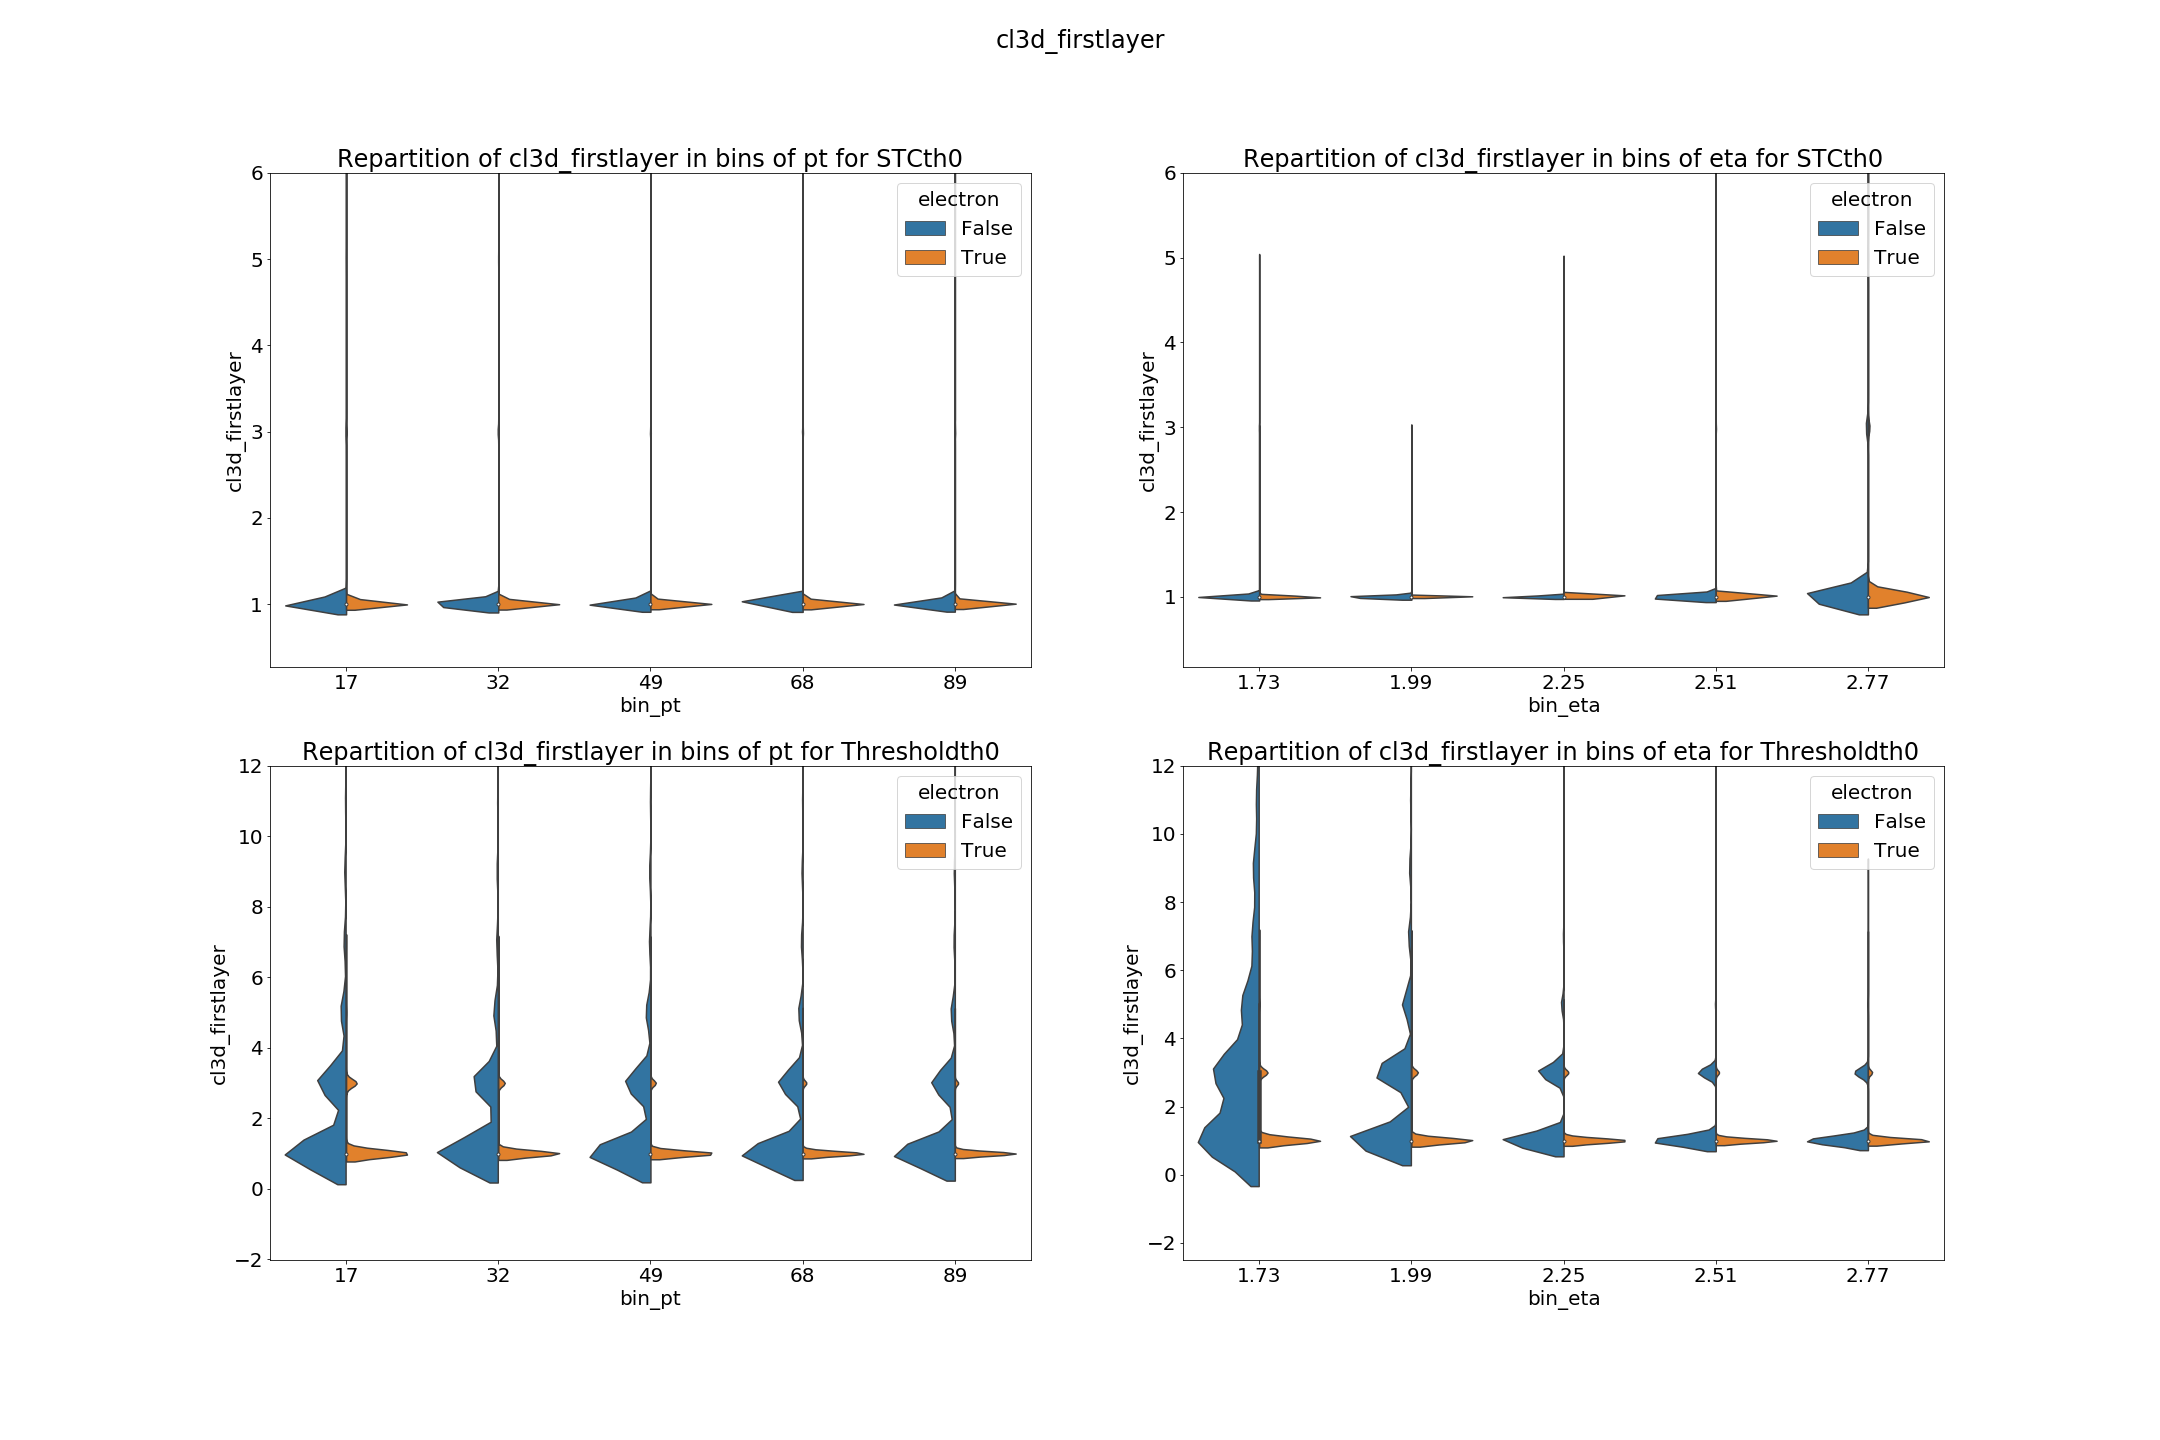 cl3d_firstlayer
Repartition of cl3d_firstlayer in bins of pt for STCth0
6
5
4
3
2
1
cl3d_firstlayer
electron
False
True
17 32 49 68 89
bin_pt
Repartition of cl3d_firstlayer in bins of eta for STCth0
6
5
4
3
2
1
cl3d_firstlayer
electron
False
True
1.73 1.99 2.25 2.51 2.77
bin_eta
Repartition of cl3d_firstlayer in bins of pt for Thresholdth0
12
10
8
6
4
2
0
−2
cl3d_firstlayer
electron
False
True
17 32 49 68 89
bin_pt
Repartition of cl3d_firstlayer in bins of eta for Thresholdth0
12
10
8
6
4
2
0
−2
cl3d_firstlayer
electron
False
True
1.73 1.99 2.25 2.51 2.77
bin_eta